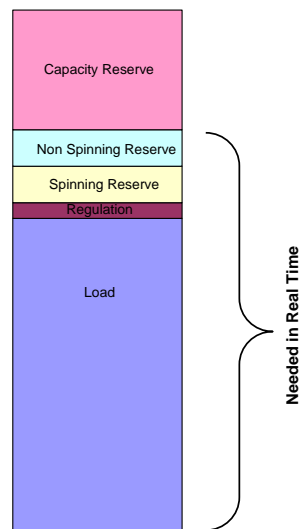 Capacity Reserve
Non Spinning Reserve
Spinning Reserve
Regulation
Load
Needed in Real Time